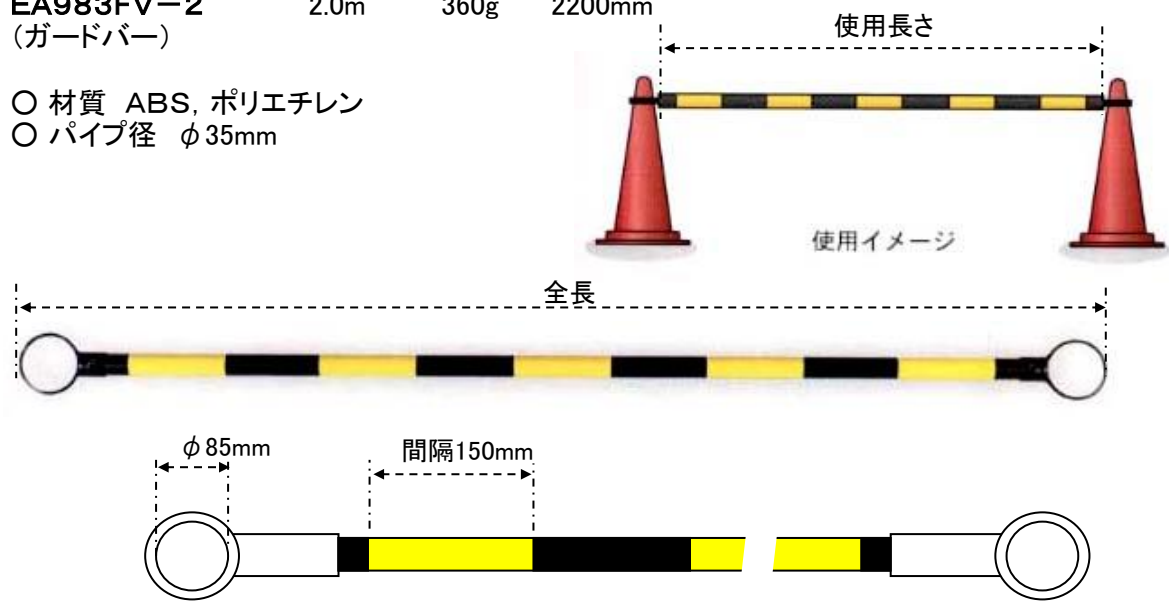 EA983FV−2 2.0m 360g 2200mm
(ガードバー)
使用長さ
○ 材質 ABS, ポリエチレン
○ パイプ径 φ35mm
使用イメージ
全長
φ85mm 間隔150mm